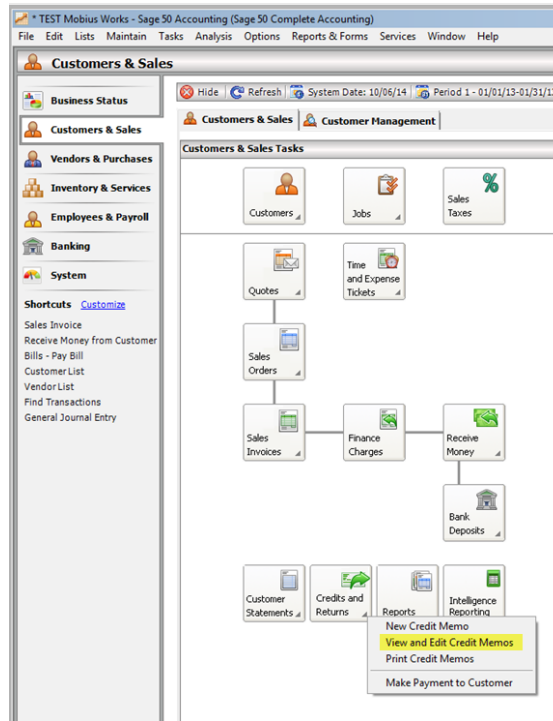 * TEST Mobius Works - Sage 50 Accounting (Sage 50 Complete Accounting)
File Edit Lists Maintain Tasks Analysis Options Reports & Forms Services Window Help
Customers & Sales
Business Status
Customers & Sales
Vendors & Purchases
Inventory & Services
Employees & Payroll
Banking
System
Shortcuts Customize
Sales Invoice
Receive Money from Customer
Bills - Pay Bill
Customer List
Vendor List
Find Transactions
General Journal Entry
Hide Refresh System Date: 10/06/14 Period 1 - 01/01/13-01/31/1
Customers & Sales Customer Management
Customers & Sales Tasks
Customers
Jobs
Sales
Taxes
Quotes
Time
and Expense
Tickets
Sales
Orders
Sales
Invoices
Finance
Charges
Receive
Money
Bank
Deposits
Customer
Statements
Credits and
Returns
Reports
Intelligence
Reporting
New Credit Memo
View and Edit Credit Memos
Print Credit Memos
Make Payment to Customer